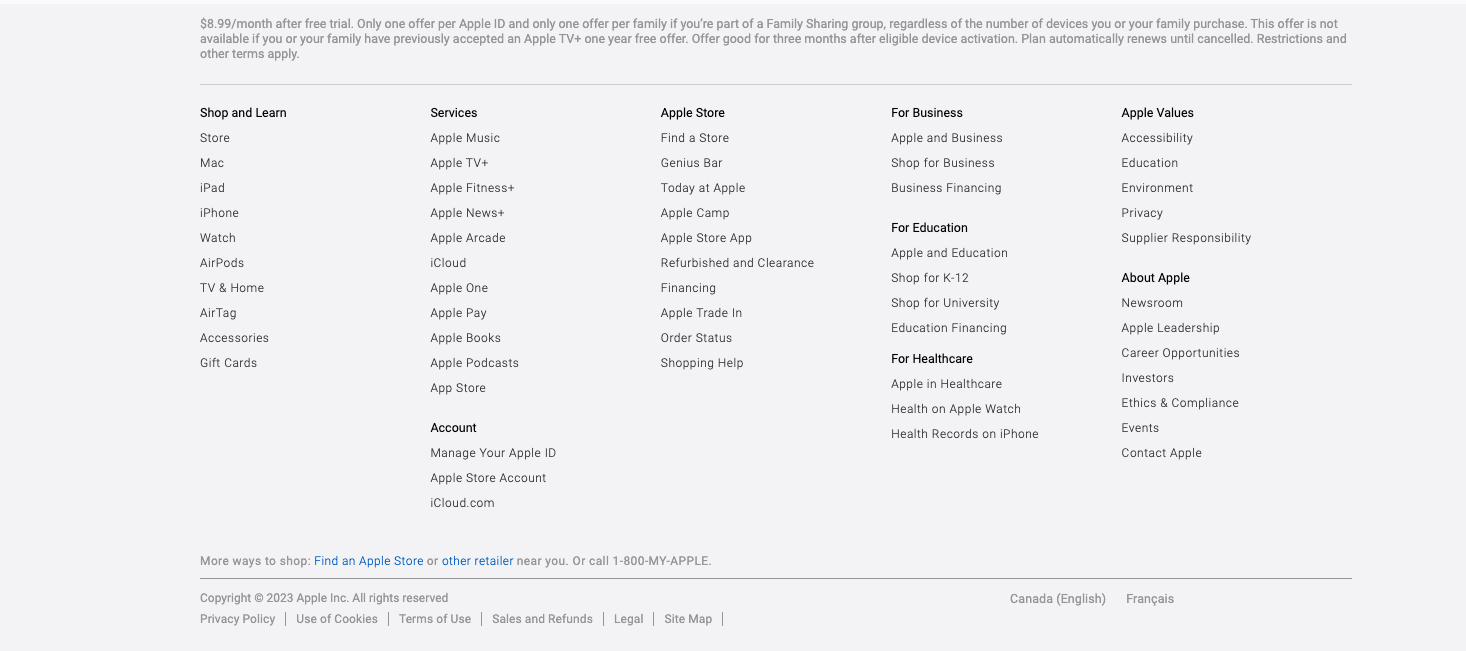 $8.99/month after free trial. Only one offer per Apple ID and only one offer per family if you’re part of a Family Sharing group, regardless of the number of devices you or your family purchase. This offer is not
available if you or your family have previously accepted an Apple TV+ one year free offer. Offer good for three months after eligible device activation. Plan automatically renews until cancelled. Restrictions and
other terms apply.
Shop and Learn
Store
Mac
iPad
iPhone
Watch
AirPods
TV & Home
AirTag
Accessories
Gift Cards
Services
Apple Music
Apple TV+
Apple Fitness+
Apple News+
Apple Arcade
iCloud
Apple One
Apple Pay
Apple Books
Apple Podcasts
App Store
Account
Manage Your Apple ID
Apple Store Account
iCloud.com
Apple Store
Find a Store
Genius Bar
Today at Apple
Apple Camp
Apple Store App
Refurbished and Clearance
Financing
Apple Trade In
Order Status
Shopping Help
For Business
Apple and Business
Shop for Business
Business Financing
For Education
Apple and Education
Shop for K-12
Shop for University
Education Financing
For Healthcare
Apple in Healthcare
Health on Apple Watch
Health Records on iPhone
Apple Values
Accessibility
Education
Environment
Privacy
Supplier Responsibility
About Apple
Newsroom
Apple Leadership
Career Opportunities
Investors
Ethics & Compliance
Events
Contact Apple
More ways to shop: Find an Apple Store or other retailer near you. Or call 1-800-MY-APPLE.
Copyright © 2023 Apple Inc. All rights reserved
Canada (English) Français
Privacy Policy | Use of Cookies | Terms of Use | Sales and Refunds | Legal | Site Map |